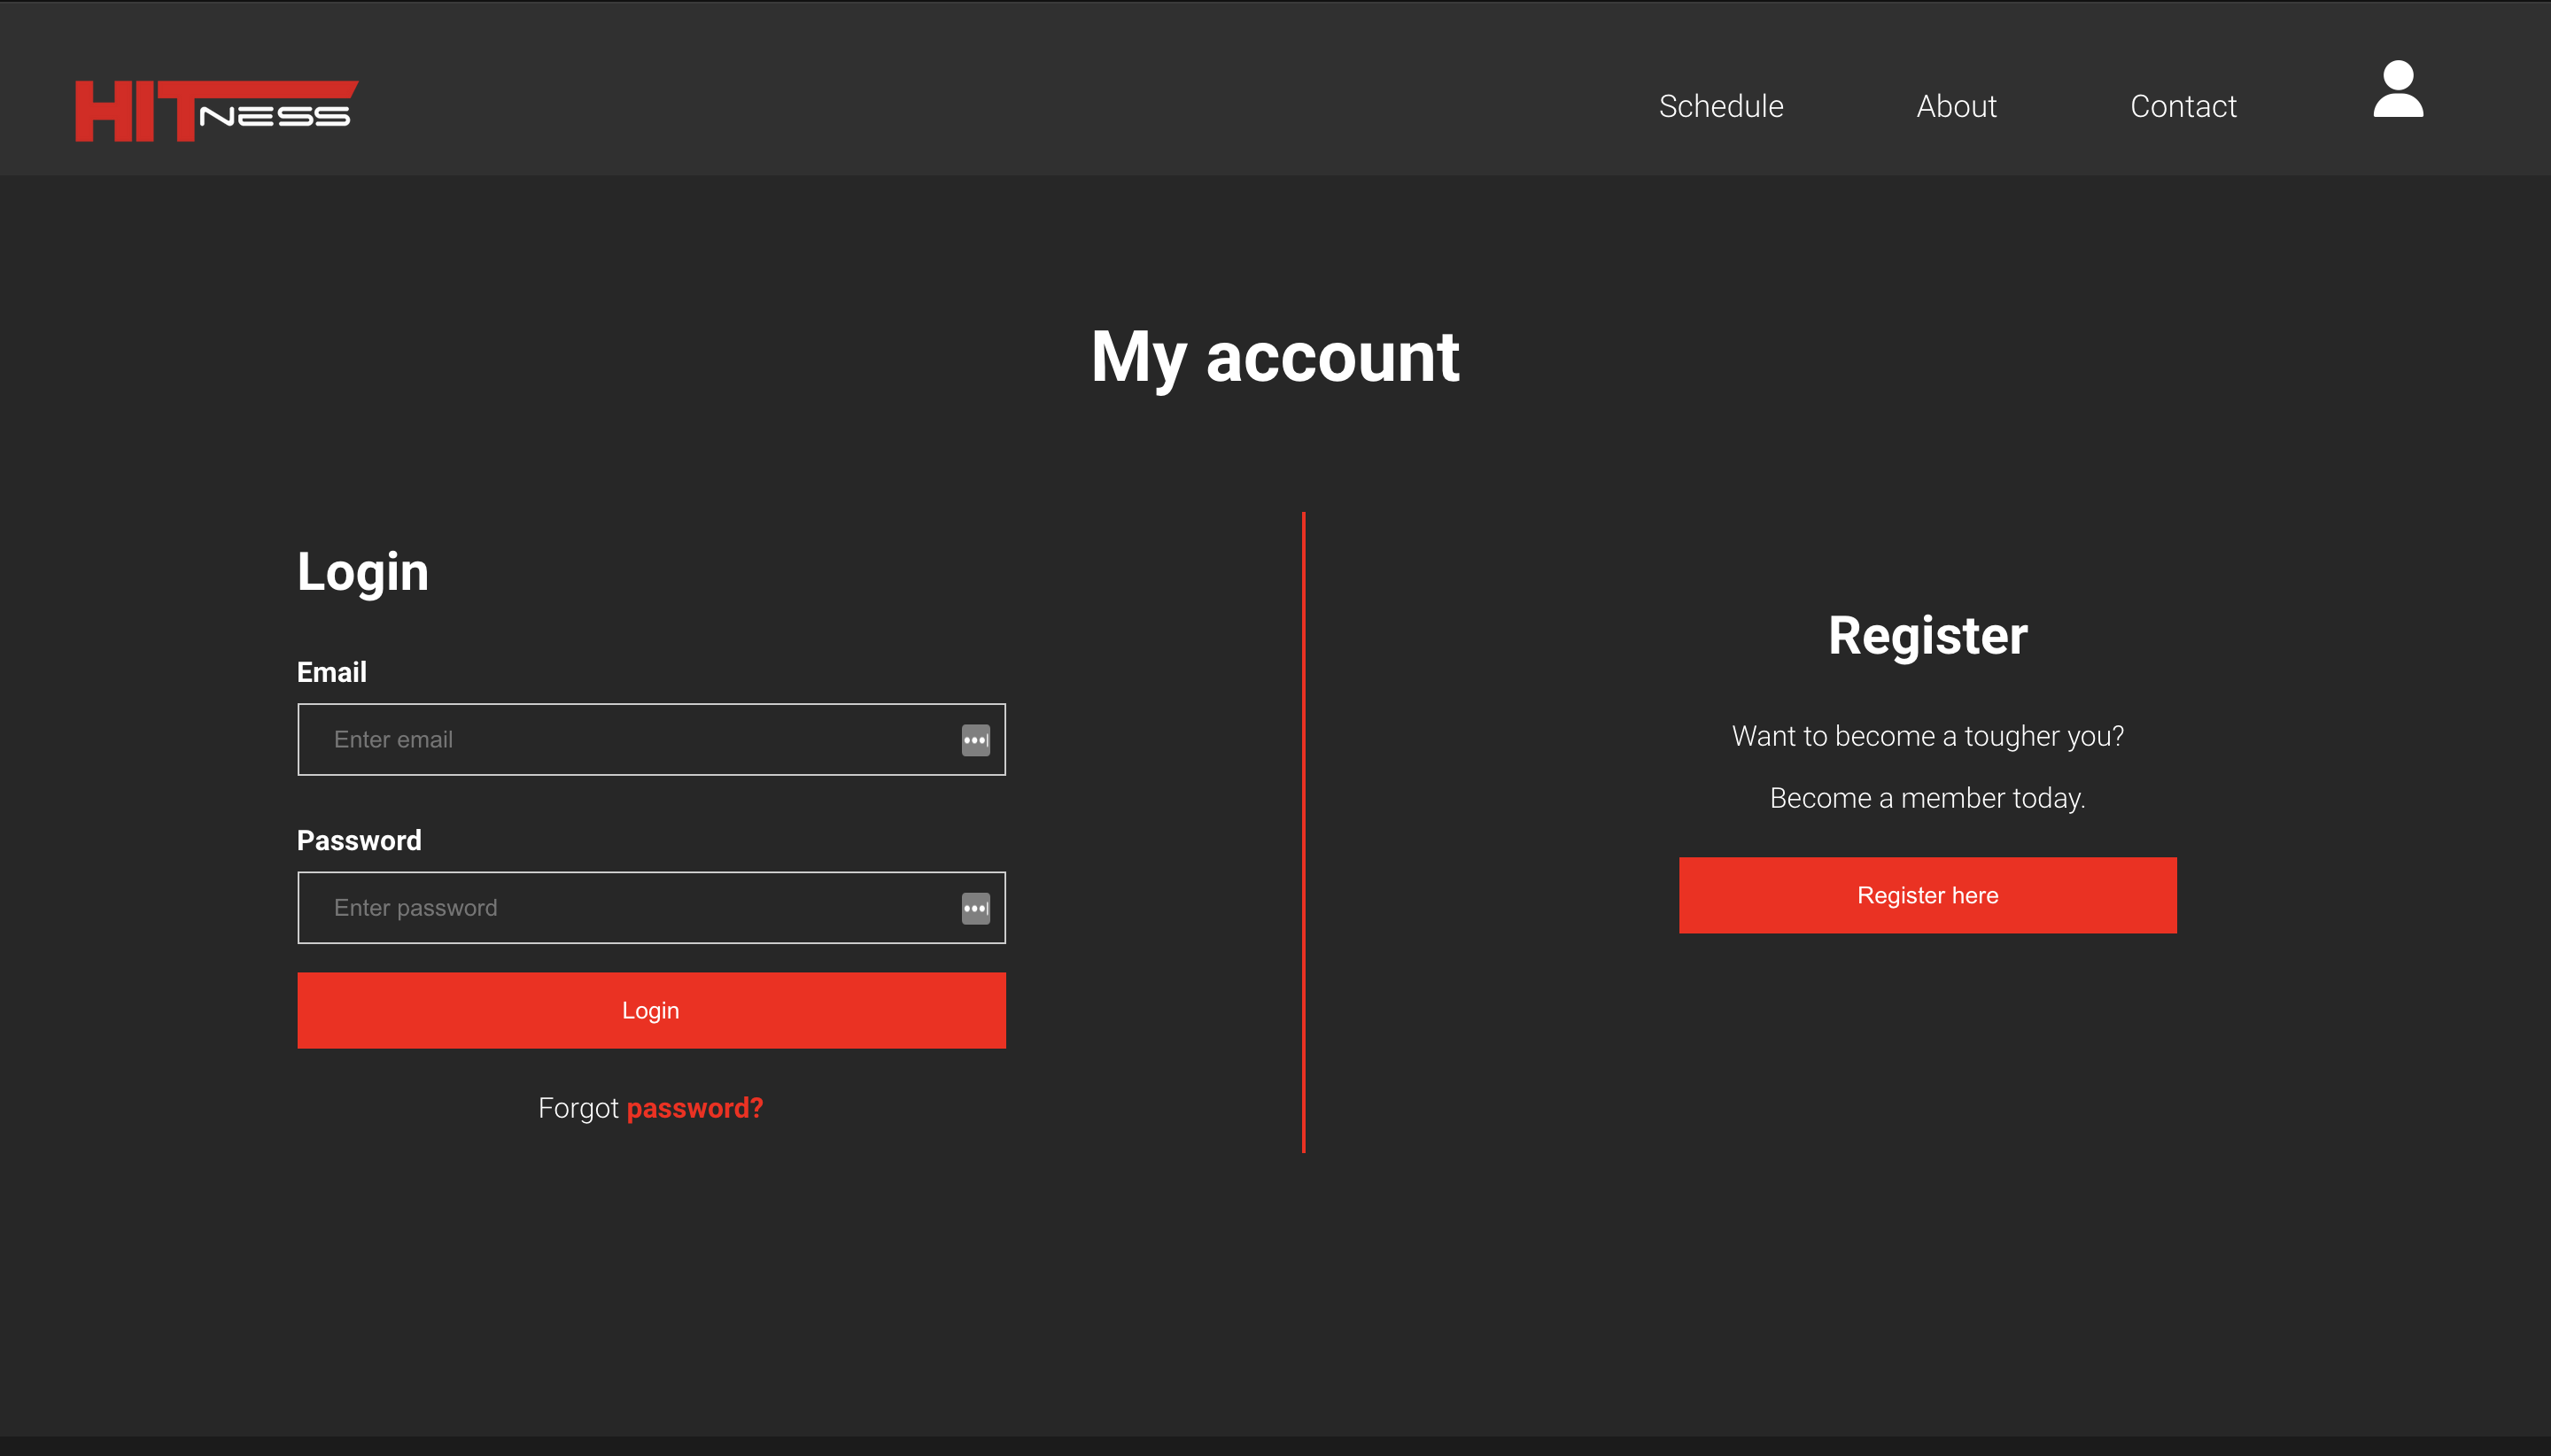 HITNESS
Schedule About Contact
My account
Login
Email
Enter email
Password
Enter password
Login
Forgot password?
Register
Want to become a tougher you?
Become a member today.
Register here